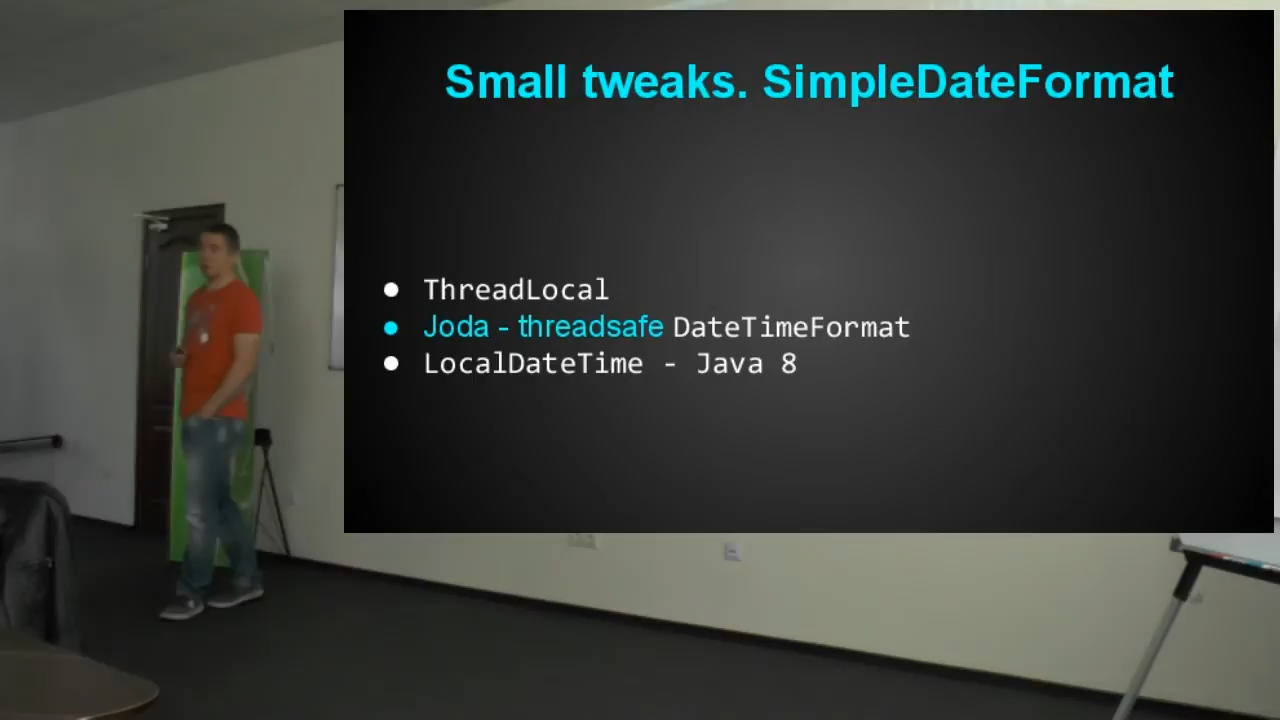 Small tweaks. SimpleDateFormat
● ThreadLocal
● Joda - threadsafe DateTimeFormat
● LocalDateTime - Java 8